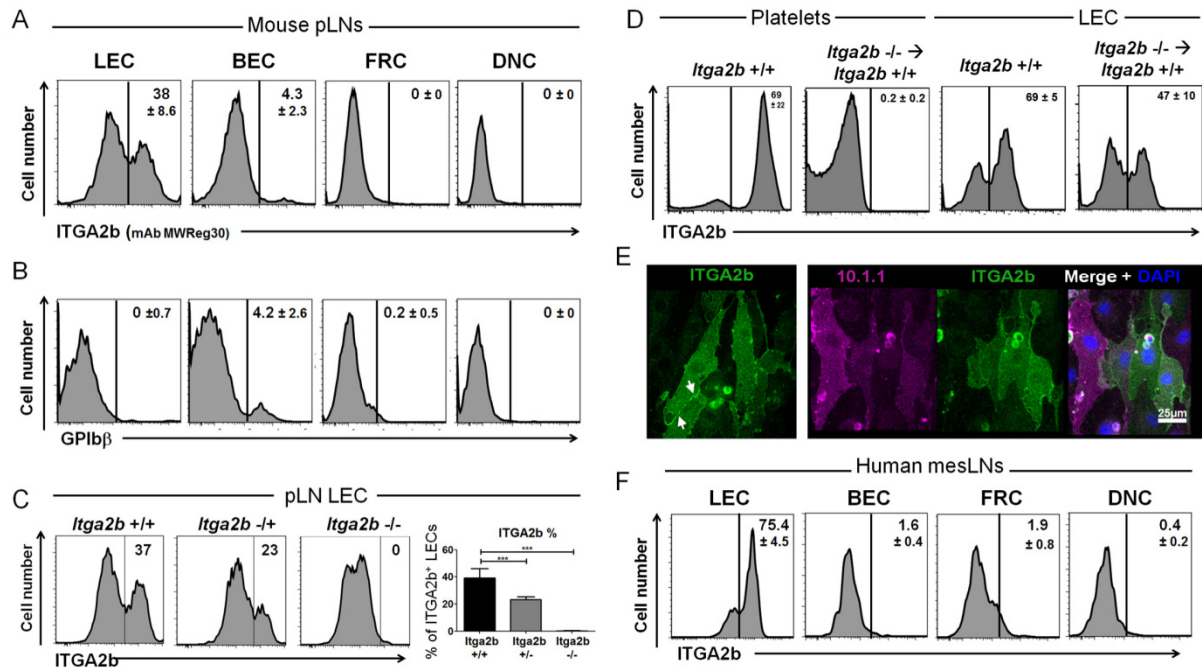 A
Mouse pLNs
LEC
BEC
FRC
DNC
38
± 8.6
4.3
± 2.3
0 ± 0
0 ± 0
Cell number
ITGA2b (mAb MWReg30)
B
0 ±0.7
4.2 ± 2.6
0.2 ± 0.5
0 ± 0
Cell number
GPIbβ
C
pLN LEC
Itga2b +/+
Itga2b -/+
Itga2b -/-
37
23
0
Cell number
ITGA2b
ITGA2b %
***
***
% of ITGA2b+ LECs
60
40
20
0
Itga2b
+/+
Itga2b
+/-
Itga2b
-/-
D
Platelets
LEC
Itga2b +/+
Itga2b -/- →
Itga2b +/+
Itga2b +/+
Itga2b -/- →
Itga2b +/+
69
± 22
0.2 ± 0.2
69 ± 5
47 ± 10
Cell number
ITGA2b
E
ITGA2b
10.1.1
ITGA2b
Merge + DAPI
25µm
F
Human mesLNs
LEC
BEC
FRC
DNC
75.4
± 4.5
1.6
± 0.4
1.9
± 0.8
0.4
± 0.2
Cell number
ITGA2b